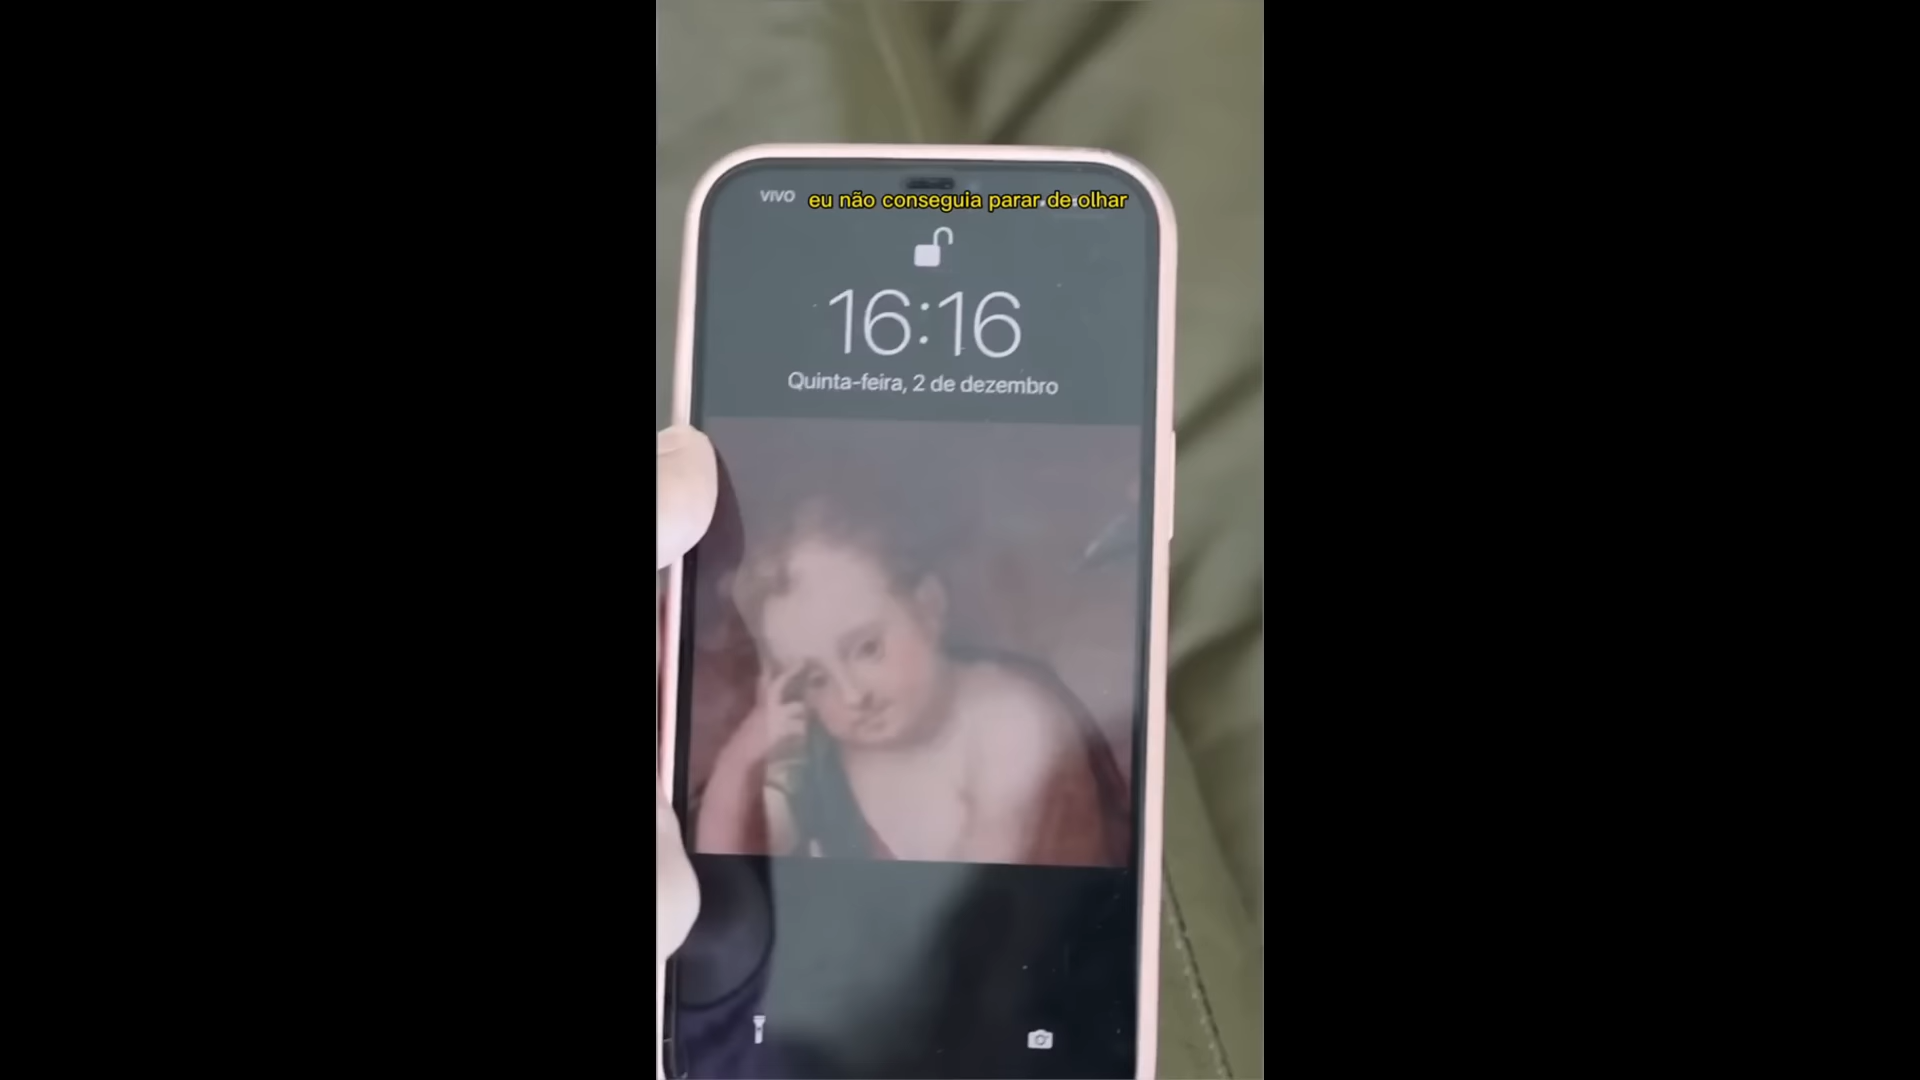 VIVO
eu não conseguia parar de olhar
16:16
Quinta-feira, 2 de dezembro